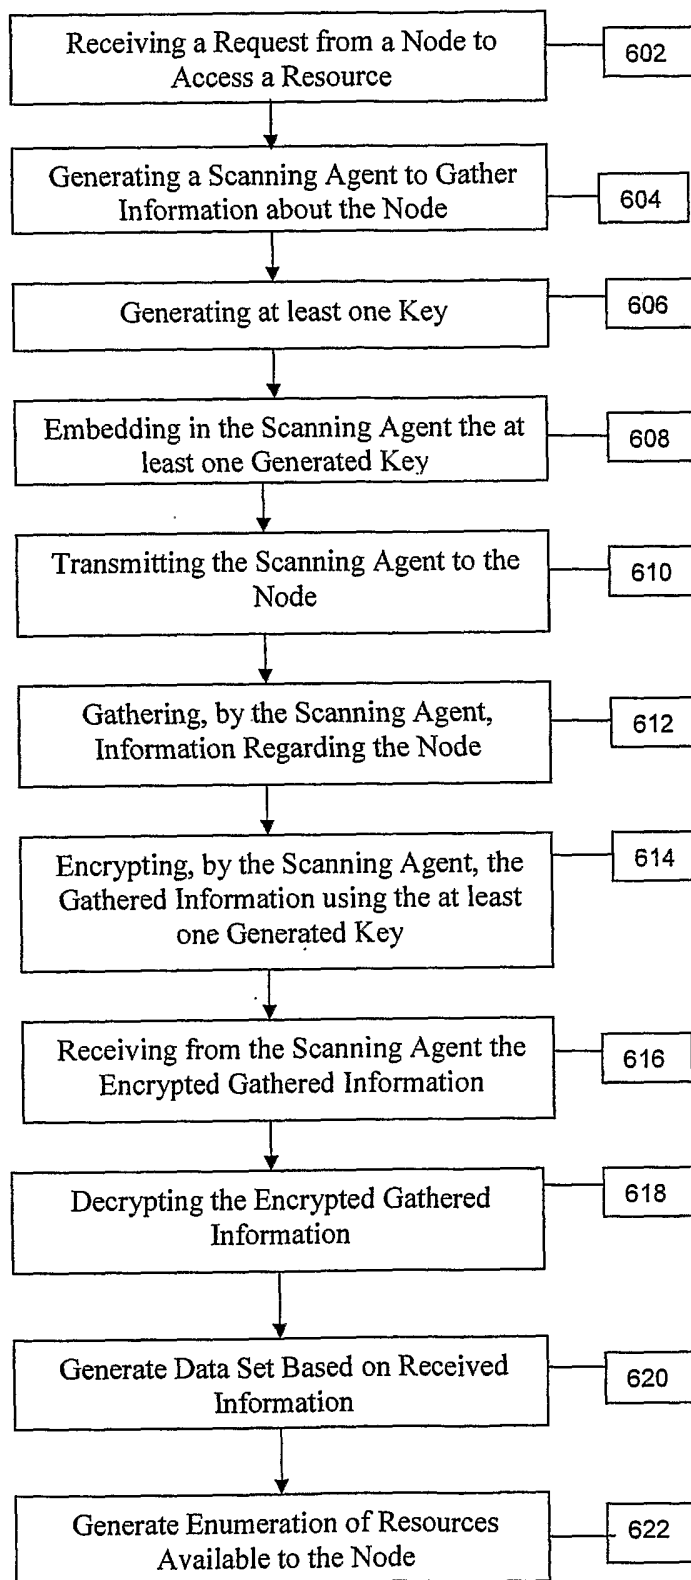 Receiving a Request from a Node to
Access a Resource
602
Generating a Scanning Agent to Gather
Information about the Node
604
Generating at least one Key
606
Embedding in the Scanning Agent the at
least one Generated Key
608
Transmitting the Scanning Agent to the
Node
610
Gathering, by the Scanning Agent,
Information Regarding the Node
612
Encrypting, by the Scanning Agent, the
Gathered Information using the at least
one Generated Key
614
Receiving from the Scanning Agent the
Encrypted Gathered Information
616
Decrypting the Encrypted Gathered
Information
618
Generate Data Set Based on Received
Information
620
Generate Enumeration of Resources
Available to the Node
622